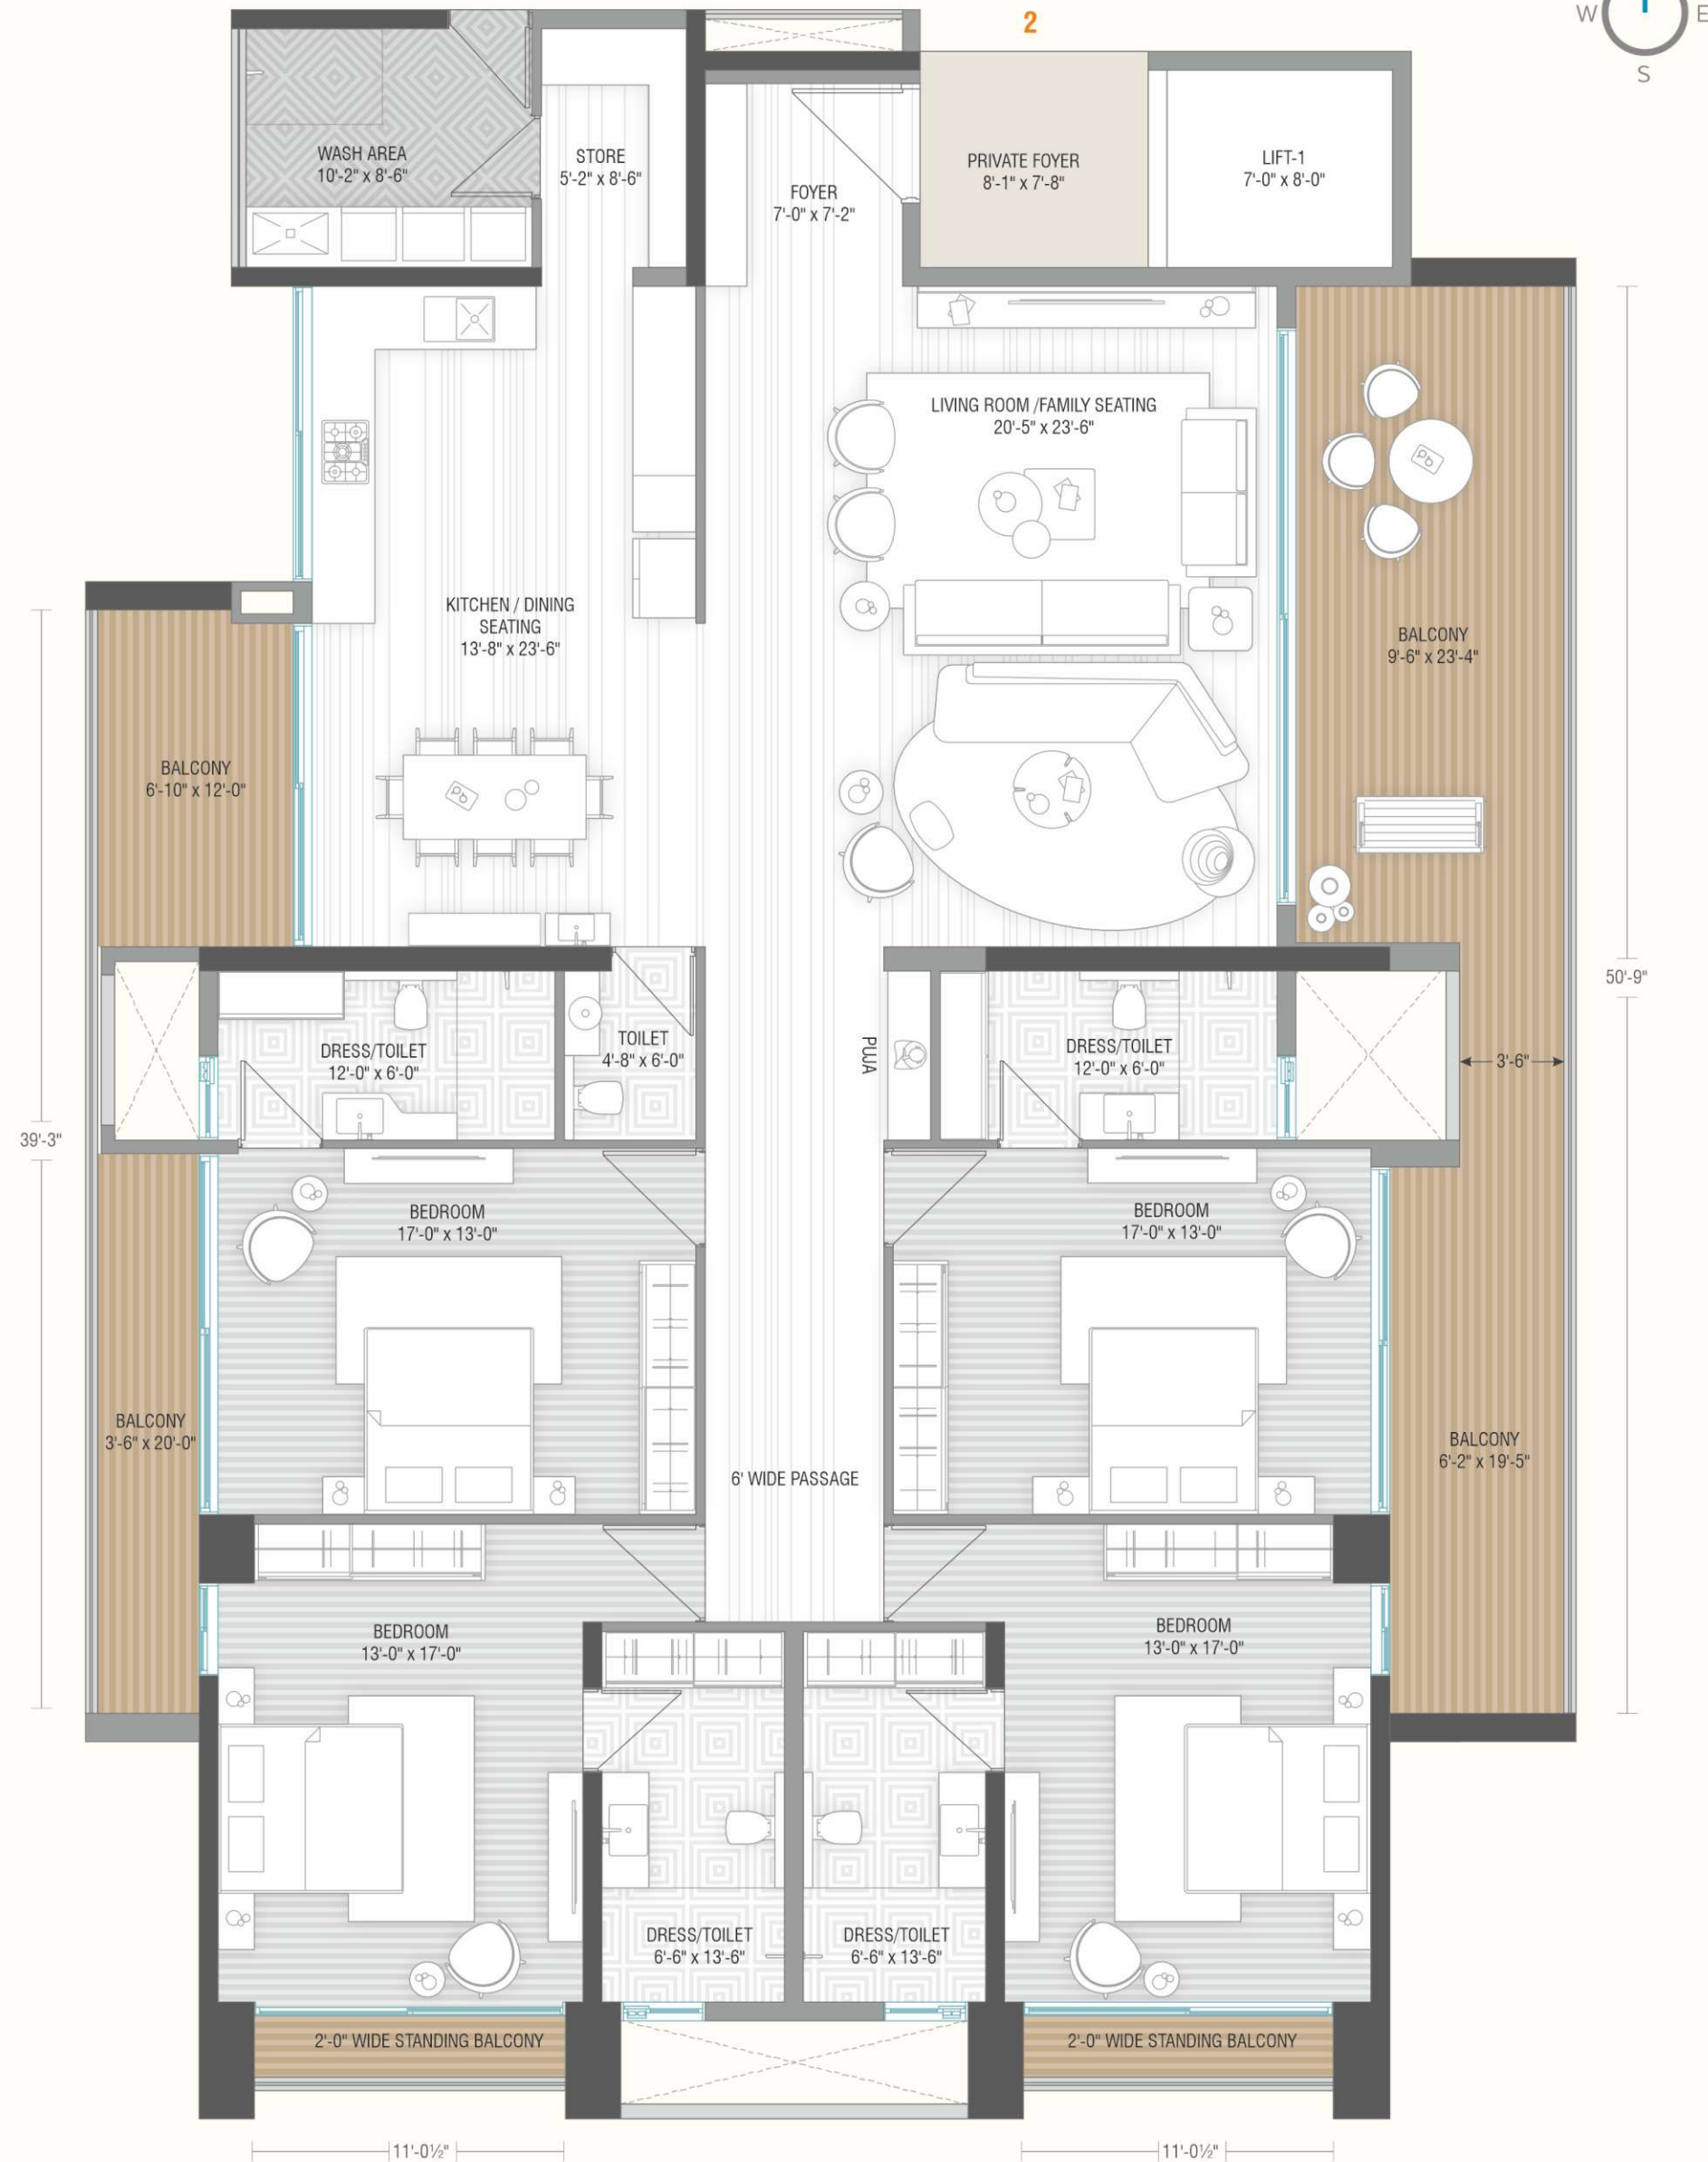 2
W
E
S
WASH AREA
10'-2" x 8'-6"
STORE
5'-2" x 8'-6"
FOYER
7'-0" x 7'-2"
PRIVATE FOYER
8'-1" x 7'-8"
LIFT-1
7'-0" x 8'-0"
LIVING ROOM /FAMILY SEATING
20'-5" x 23'-6"
KITCHEN / DINING
SEATING
13'-8" x 23'-6"
BALCONY
9'-6" x 23'-4"
BALCONY
6'-10" x 12'-0"
50'-9"
DRESS/TOILET
12'-0" x 6'-0"
TOILET
4'-8" x 6'-0"
PUJA
DRESS/TOILET
12'-0" x 6'-0"
3'-6"
39'-3"
BEDROOM
17'-0" x 13'-0"
BEDROOM
17'-0" x 13'-0"
BALCONY
3'-6" x 20'-0"
6' WIDE PASSAGE
BALCONY
6'-2" x 19'-5"
BEDROOM
13'-0" x 17'-0"
BEDROOM
13'-0" x 17'-0"
DRESS/TOILET
6'-6" x 13'-6"
DRESS/TOILET
6'-6" x 13'-6"
2'-0" WIDE STANDING BALCONY
2'-0" WIDE STANDING BALCONY
11'-0½"
11'-0½"